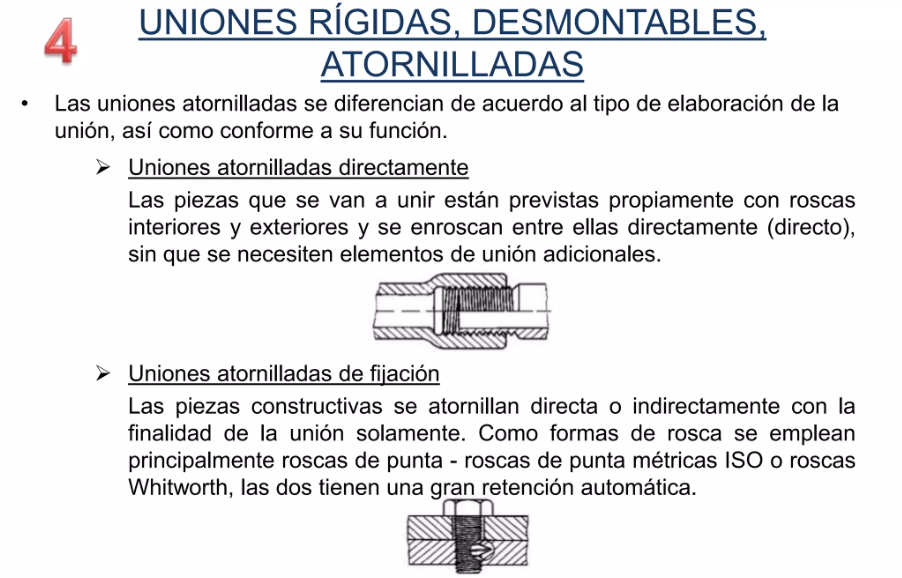 4
UNIONES RÍGIDAS, DESMONTABLES,
ATORNILLADAS
• Las uniones atornilladas se diferencian de acuerdo al tipo de elaboración de la
unión, así como conforme a su función.
➢ Uniones atornilladas directamente
Las piezas que se van a unir están previstas propiamente con roscas
interiores y exteriores y se enroscan entre ellas directamente (directo),
sin que se necesiten elementos de unión adicionales.
➢ Uniones atornilladas de fijación
Las piezas constructivas se atornillan directa o indirectamente con la
finalidad de la unión solamente. Como formas de rosca se emplean
principalmente roscas de punta - roscas de punta métricas ISO o roscas
Whitworth, las dos tienen una gran retención automática.